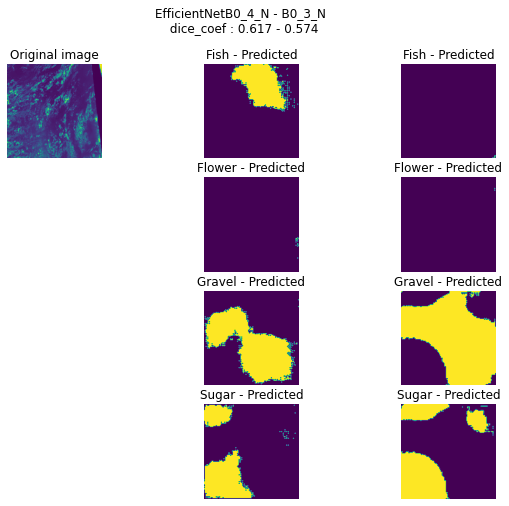 EfficientNetB0_4_N - B0_3_N
dice_coef : 0.617 - 0.574
Original image
Fish - Predicted
Fish - Predicted
Flower - Predicted
Flower - Predicted
Gravel - Predicted
Gravel - Predicted
Sugar - Predicted
Sugar - Predicted